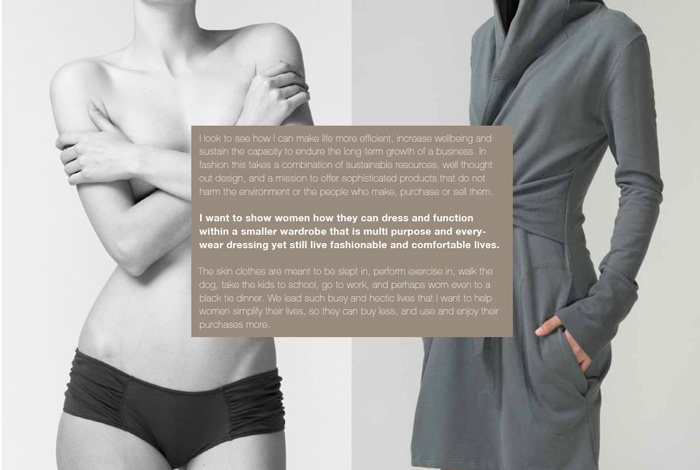 I look to see how I can make life more efficient, increase wellbeing and
sustain the capacity to endure the long-term growth of a business. In
fashion this takes a combination of sustainable resources, well thought
out design, and a mission to offer sophisticated products that do not
harm the environment or the people who make, purchase or sell them.
I want to show women how they can dress and function
within a smaller wardrobe that is multi purpose and every-
wear dressing yet still live fashionable and comfortable lives.
The skin clothes are meant to be slept in, perform exercise in, walk the
dog, take the kids to school, go to work, and perhaps worn even to a
black tie dinner. We lead such busy and hectic lives that I want to help
women simplify their lives, so they can buy less, and use and enjoy their
purchases more.